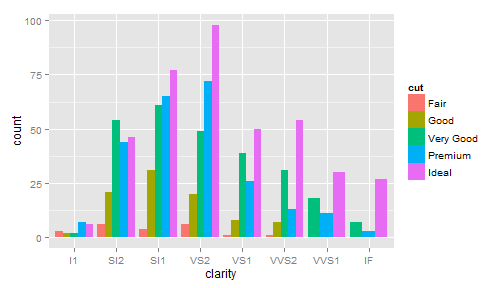 100
75
50
25
0
count
I1 SI2 SI1 VS2 VS1 VVS2 VVS1 IF
clarity
cut
Fair
Good
Very Good
Premium
Ideal